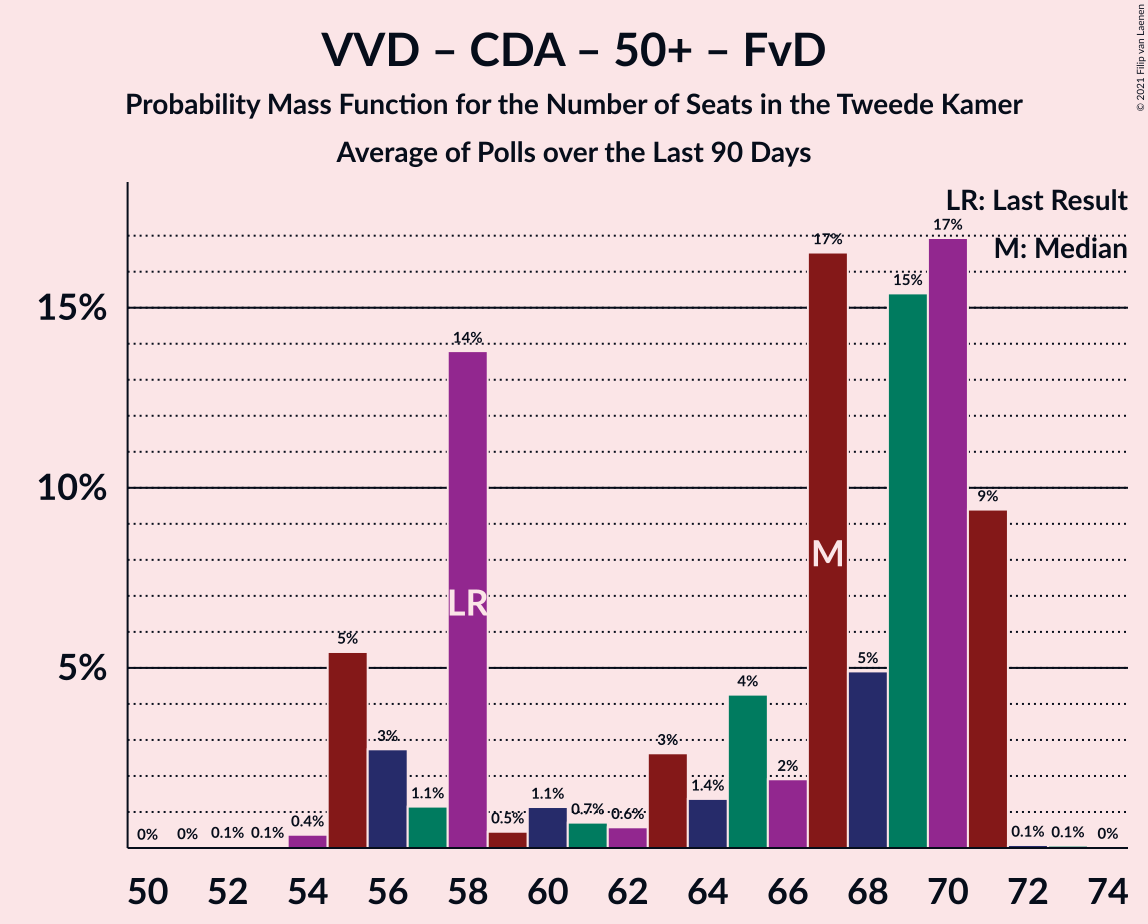 VVD – CDA – 50+ – FvD
Probability Mass Function for the Number of Seats in the Tweede Kamer
Average of Polls over the Last 90 Days
© 2021 Filip van Laenen
LR: Last Result
M: Median
15%
10%
5%
0% 0% 0.1% 0.1% 0.4% 5% 3% 1.1% 14% 0.5% 1.1% 0.7% 0.6% 3% 1.4% 4% 2% 17% 5% 15% 17% 9% 0.1% 0.1% 0%
LR
M
50 52 54 56 58 60 62 64 66 68 70 72 74